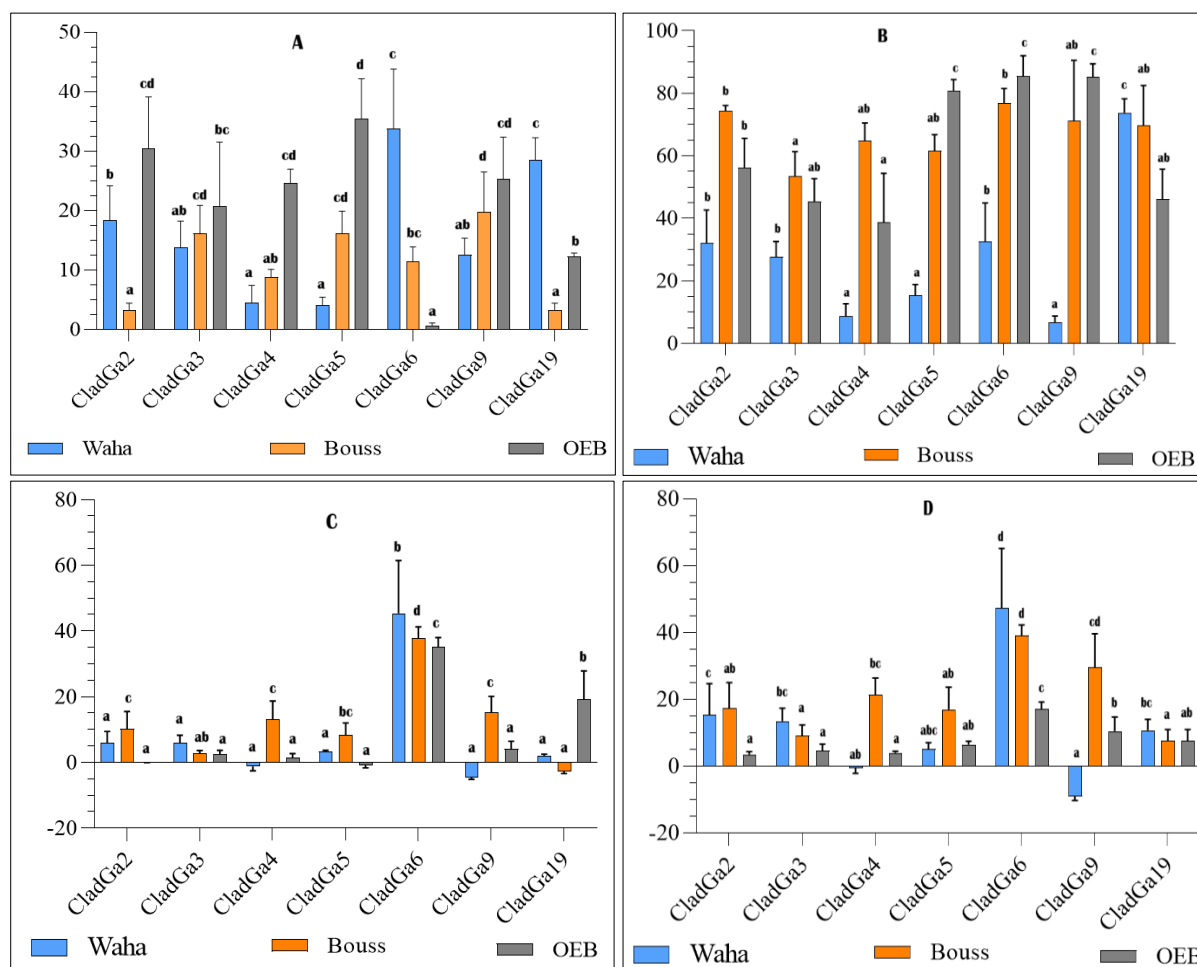 A
50
40
30
20
10
0
b a cd
ab cd bc
a ab cd
a cd d
c bc a
ab d cd
c a b
CladGa2 CladGa3 CladGa4 CladGa5 CladGa6 CladGa9 CladGa19
Waha Bouss OEB
B
100
80
60
40
20
0
b b b
b a ab
a ab a
a ab c
b b c
a ab c
c ab ab
CladGa2 CladGa3 CladGa4 CladGa5 CladGa6 CladGa9 CladGa19
Waha Bouss OEB
C
80
60
40
20
0
-20
a c a
a ab a
a c a
a bc a
b d c
a c a
a a b
CladGa2 CladGa3 CladGa4 CladGa5 CladGa6 CladGa9 CladGa19
Waha Bouss OEB
D
80
60
40
20
0
-20
c ab a
bc a a
ab bc a
abc ab ab
d d c
a cd b
bc a ab
CladGa2 CladGa3 CladGa4 CladGa5 CladGa6 CladGa9 CladGa19
Waha Bouss OEB